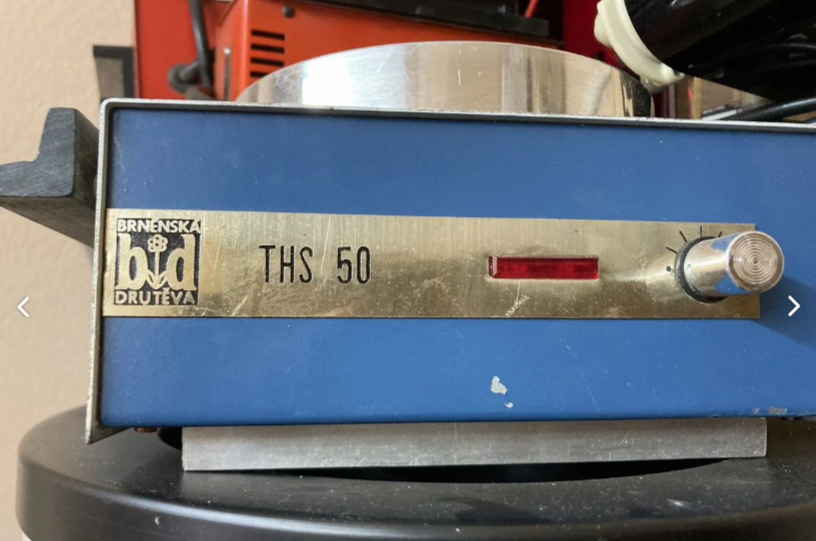 BRNĚNSKÁ
bd
DRUTĚVA
THS 50